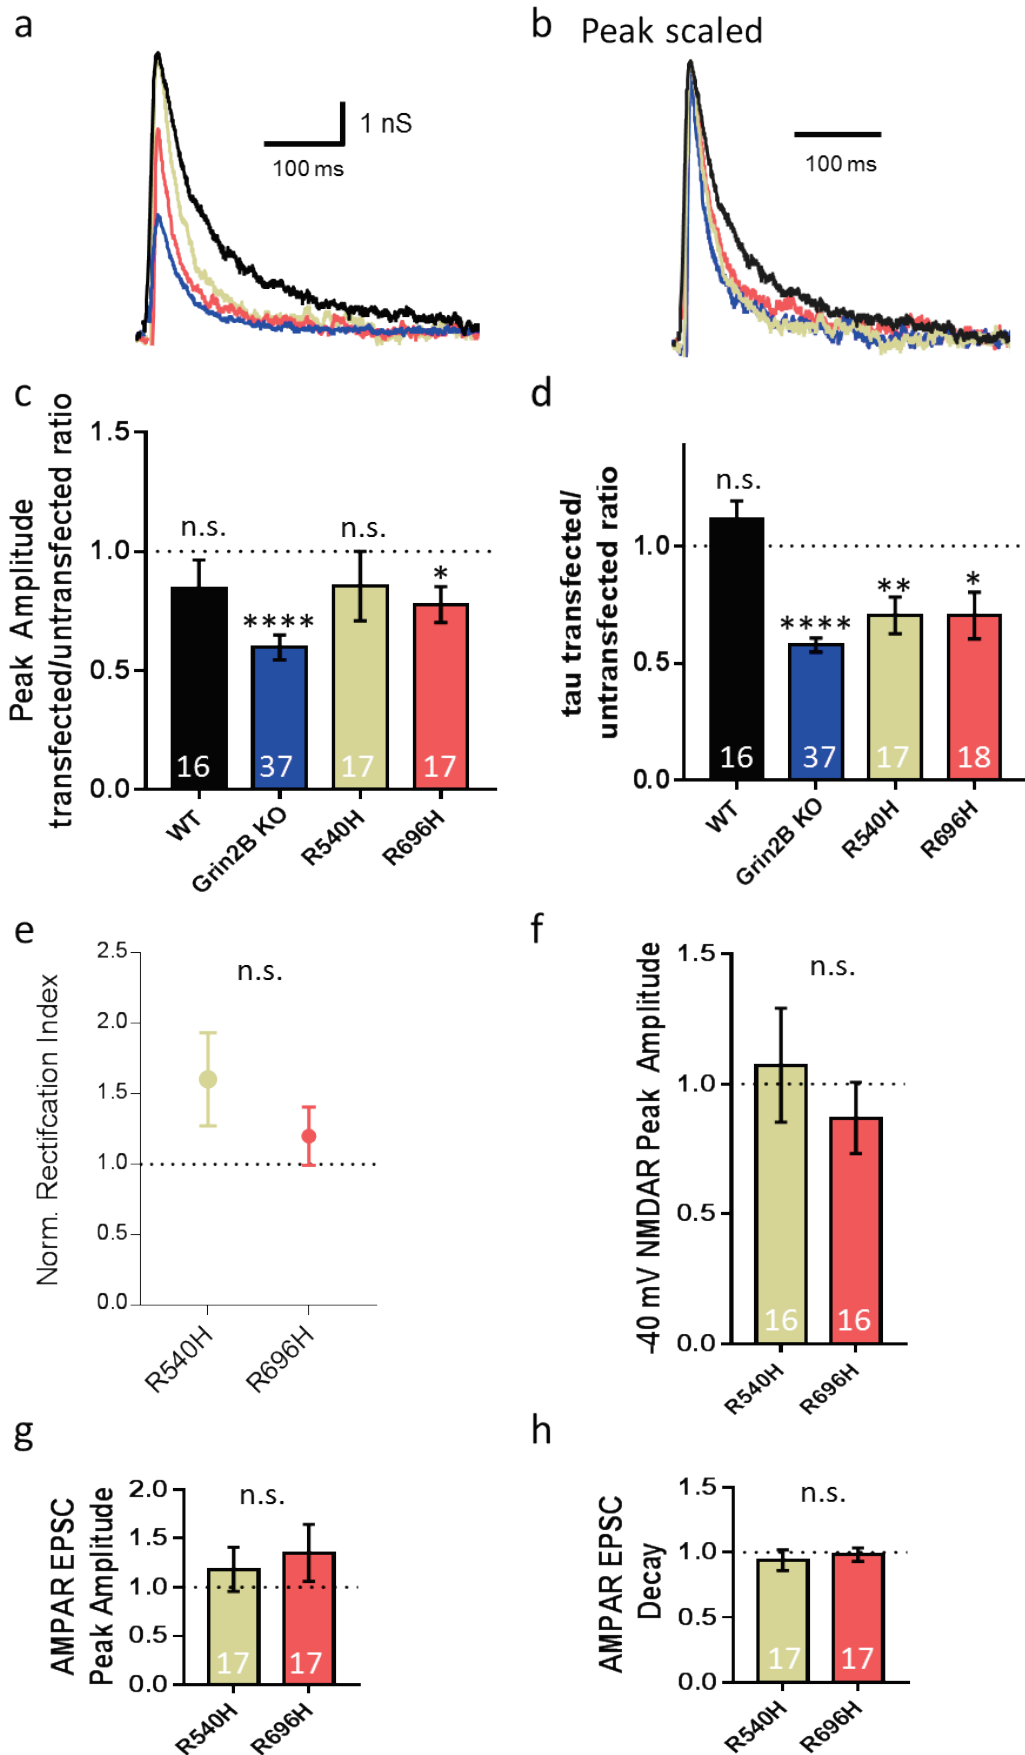 a
1 nS
100 ms
b Peak scaled
100 ms
c
Peak Amplitude
transfected/untransfected ratio
1.5
1.0
0.5
0.0
n.s.
****
n.s.
*
16
37
17
17
WT
Grin2B KO
R540H
R696H
d
tau transfected/
untransfected ratio
1.0
0.5
0.0
n.s.
****
**
*
16
37
17
18
WT
Grin2B KO
R540H
R696H
e
Norm. Rectifcation Index
2.5
2.0
1.5
1.0
0.5
0.0
n.s.
R540H
R696H
f
-40 mV NMDAR Peak Amplitude
1.5
1.0
0.5
0.0
n.s.
16
16
R540H
R696H
g
AMPAR EPSC
Peak Amplitude
2.0
1.5
1.0
0.5
0.0
n.s.
17
17
R540H
R696H
h
AMPAR EPSC
Decay
1.5
1.0
0.5
0.0
n.s.
17
17
R540H
R696H